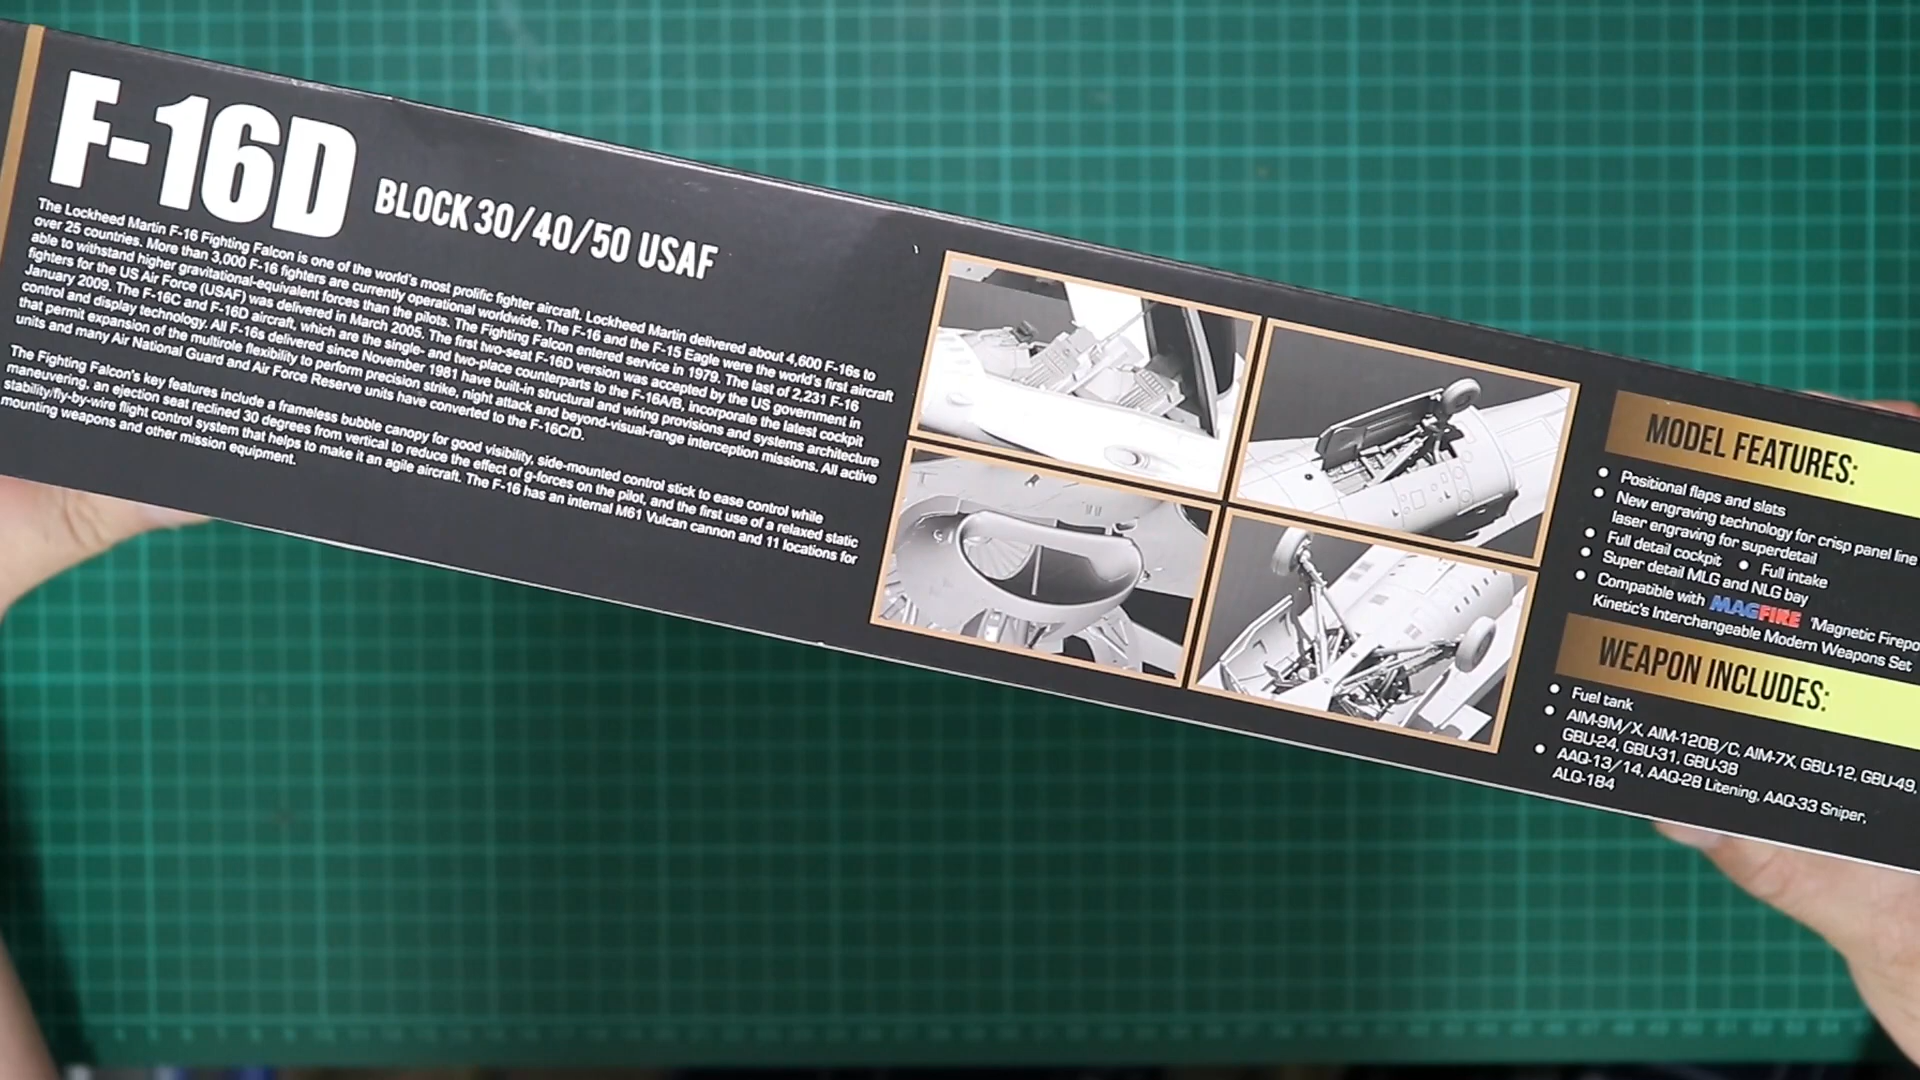 F-16D
BLOCK 30/40/50 USAF
The Lockheed Martin F-16 Fighting Falcon is one of the world's most prolific fighter aircraft. Lockheed Martin delivered about 4,600 F-16s to
over 25 countries. More than 3,000 F-16 fighters are currently operational worldwide. The F-16 and the F-15 Eagle were the world's first aircraft
able to withstand higher gravitational-equivalent forces than the pilots. The Fighting Falcon entered service in 1979. The last of 2,231 F-16
fighters for the US Air Force (USAF) was delivered in March 2005. The first two-seat F-16D version was accepted by the US government in
January 2009. The F-16C and F-16D aircraft, which are the single- and two-place counterparts to the F-16A/B, incorporate the latest cockpit
control and display technology. All F-16s delivered since November 1981 have built-in structural and wiring provisions and systems architecture
that permit expansion of the multirole flexibility to perform precision strike, night attack and beyond-visual-range interception missions. All active
units and many Air National Guard and Air Force Reserve units have converted to the F-16C/D.
The Fighting Falcon's key features include a frameless bubble canopy for good visibility, side-mounted control stick to ease control while
maneuvering, an ejection seat reclined 30 degrees from vertical to reduce the effect of g-forces on the pilot, and the first use of a relaxed static
stability/fly-by-wire flight control system that helps to make it an agile aircraft. The F-16 has an internal M61 Vulcan cannon and 11 locations for
mounting weapons and other mission equipment.
MODEL FEATURES:
Positional flaps and slats
New engraving technology for crisp panel line
laser engraving for superdetail
Full detail cockpit • Full intake
Super detail MLG and NLG bay
Compatible with MAGFIRE 'Magnetic
Kinetic's Interchangeable Modern Weapons Set
WEAPON INCLUDES:
Fuel tank
AIM-9M/X, AIM-120B/C, AIM-7X, GBU-12, GBU-49,
GBU-24, GBU-31, GBU-38
AAQ-13/14, AAQ-28 Litening, AAQ-33 Sniper,
ALQ-184